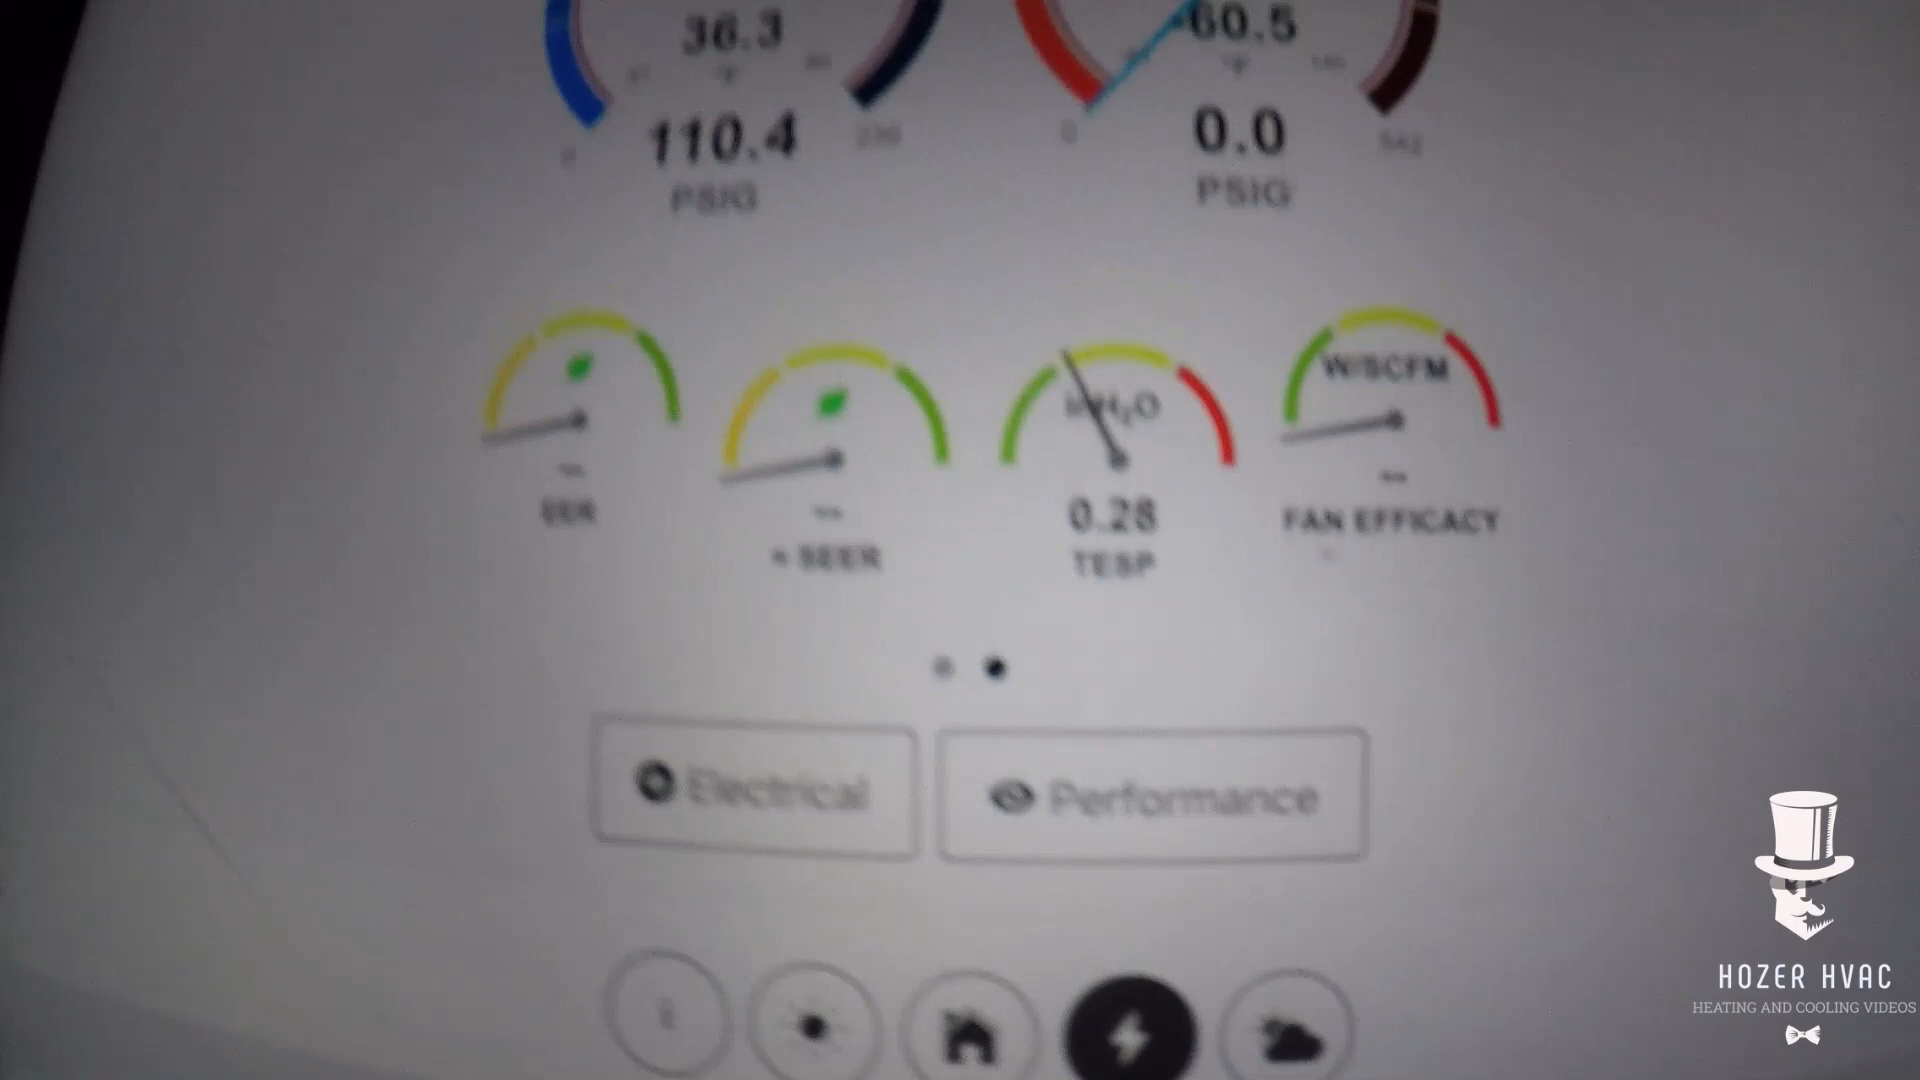 36.3
-60.5
°F
°F
110.4
0.0
PSIG
PSIG
W/SCFM
inH₂O
--
--
--
0.28
EER
≈ SEER
TESP
FAN EFFICACY
Electrical
Performance
HOZER HVAC
HEATING AND COOLING VIDEOS